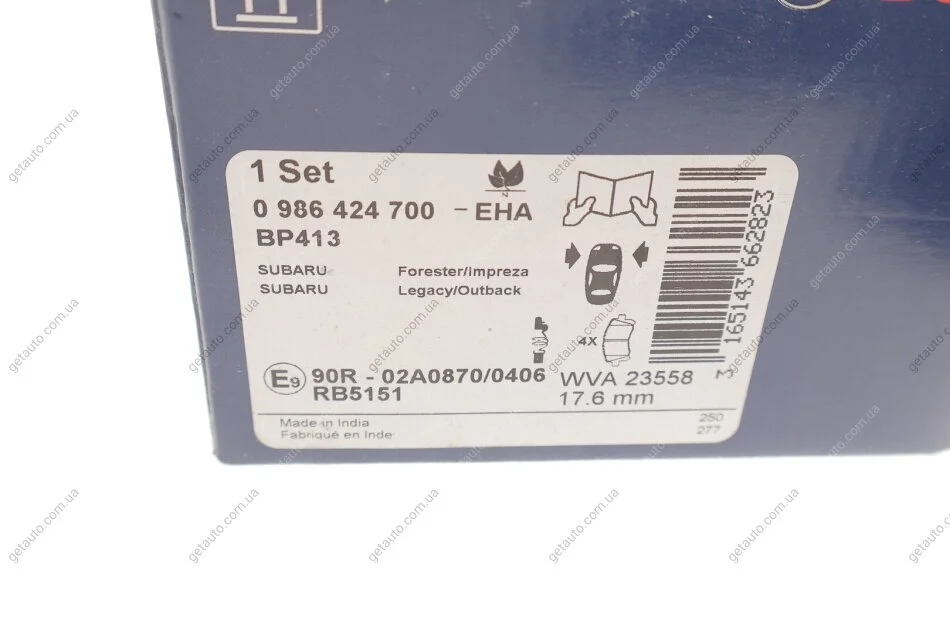 1 Set
0 986 424 700 - EHA
BP413
SUBARU Forester/Impreza
SUBARU Legacy/Outback
4X
E9 90R - 02A0870/0406 WVA 23558
RB5151 17.6 mm
Made in India 250
Fabriqué en Inde 277
3 165143 662823
getauto.com.ua